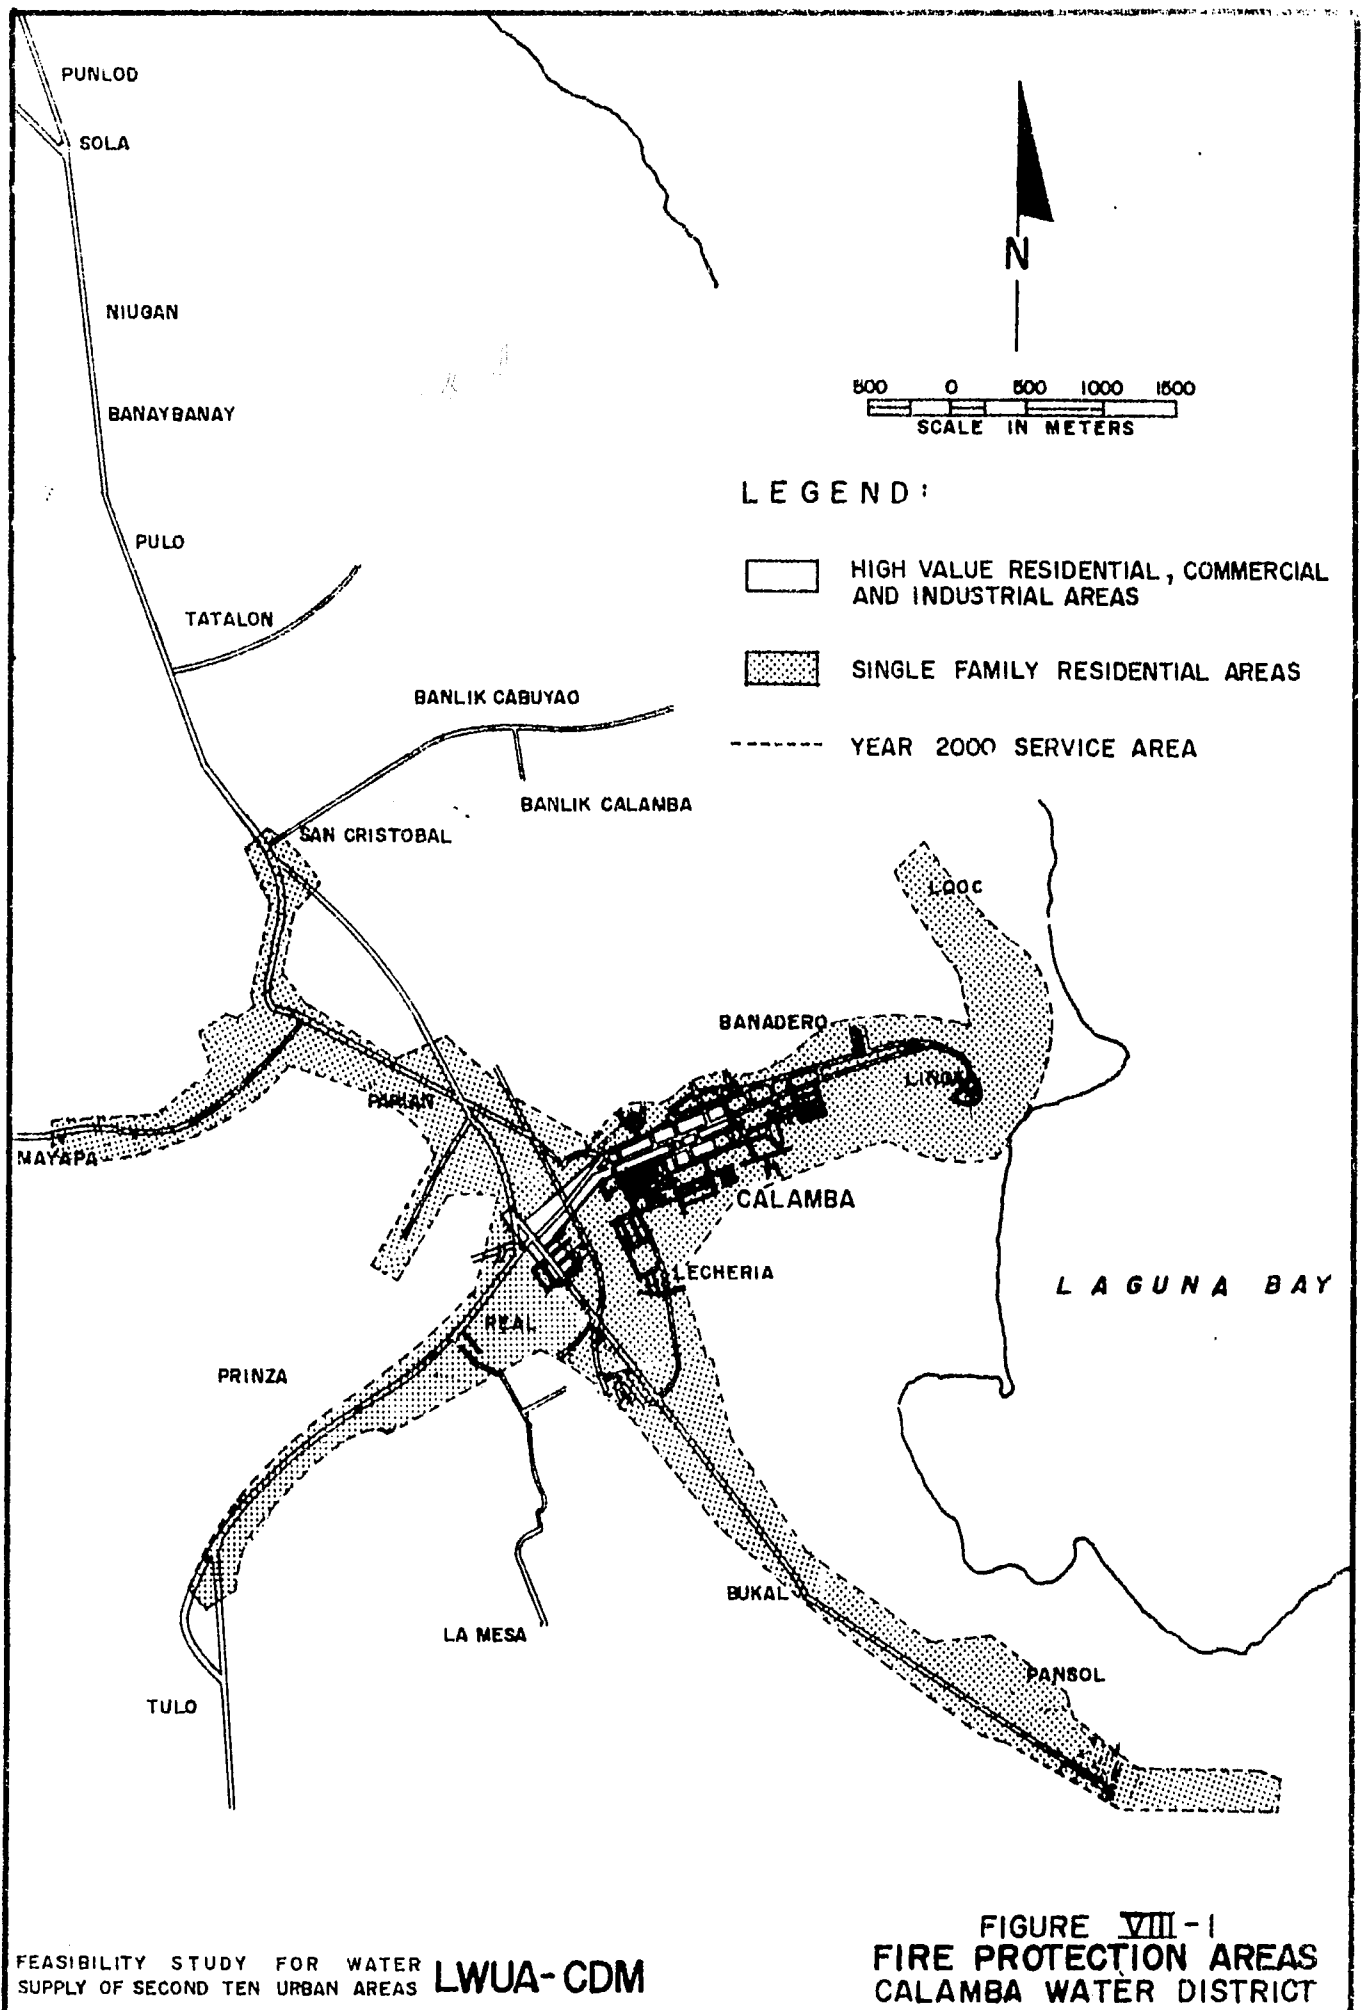 PUNLOD
SOLA
NIUGAN
BANAYBANAY
PULO
TATALON
N
500 0 500 1000 1500
SCALE IN METERS
LEGEND:
HIGH VALUE RESIDENTIAL, COMMERCIAL
AND INDUSTRIAL AREAS
SINGLE FAMILY RESIDENTIAL AREAS
YEAR 2000 SERVICE AREA
BANLIK CABUYAO
BANLIK CALAMBA
SAN CRISTOBAL
LOOC
BANADERO
LINGA
PARIAN
MAYAPA
CALAMBA
LECHERIA
LAGUNA BAY
REAL
PRINZA
BUKAL
LA MESA
PANSOL
TULO
FEASIBILITY STUDY FOR WATER
SUPPLY OF SECOND TEN URBAN AREAS
LWUA-CDM
FIGURE VIII-1
FIRE PROTECTION AREAS
CALAMBA WATER DISTRICT